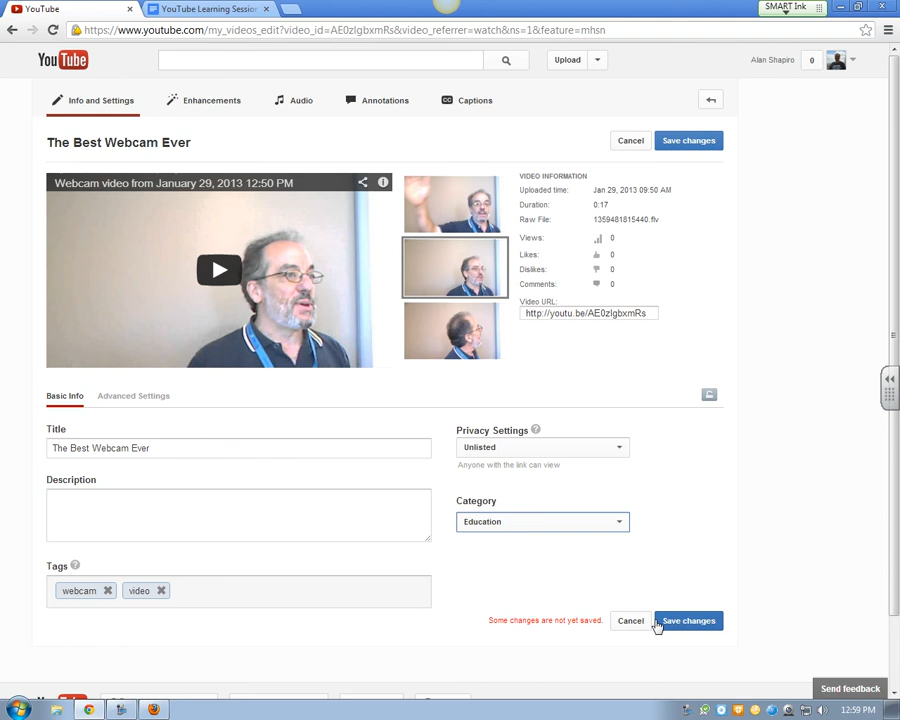 YouTube
YouTube Learning Session
SMART Ink
https://www.youtube.com/my_videos_edit?video_id=AE0zIgbxmRs&video_referrer=watch&ns=1&feature=mhsn
YouTube
Upload
Alan Shapiro
0
Info and Settings
Enhancements
Audio
Annotations
CC Captions
The Best Webcam Ever
Cancel
Save changes
Webcam video from January 29, 2013 12:50 PM
VIDEO INFORMATION
Uploaded time: Jan 29, 2013 09:50 AM
Duration: 0:17
Raw File: 1359481815440.flv
Views: 0
Likes: 0
Dislikes: 0
Comments: 0
Video URL:
http://youtu.be/AE0zIgbxmRs
Basic Info
Advanced Settings
Title
The Best Webcam Ever
Privacy Settings ?
Unlisted
Anyone with the link can view
Description
Category
Education
Tags ?
webcam
video
Some changes are not yet saved.
Cancel
Save changes
Send feedback
12:59 PM